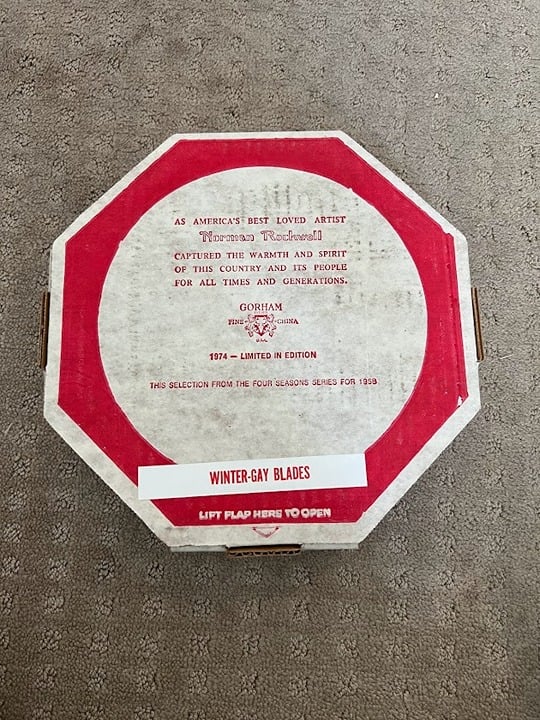 AS AMERICA'S BEST LOVED ARTIST
Norman Rockwell
CAPTURED THE WARMTH AND SPIRIT
OF THIS COUNTRY AND ITS PEOPLE
FOR ALL TIMES AND GENERATIONS.
GORHAM
FINE CHINA
1974 — LIMITED IN EDITION
THIS SELECTION FROM THE FOUR SEASONS SERIES FOR 1958
WINTER-GAY BLADES
LIFT FLAP HERE TO OPEN